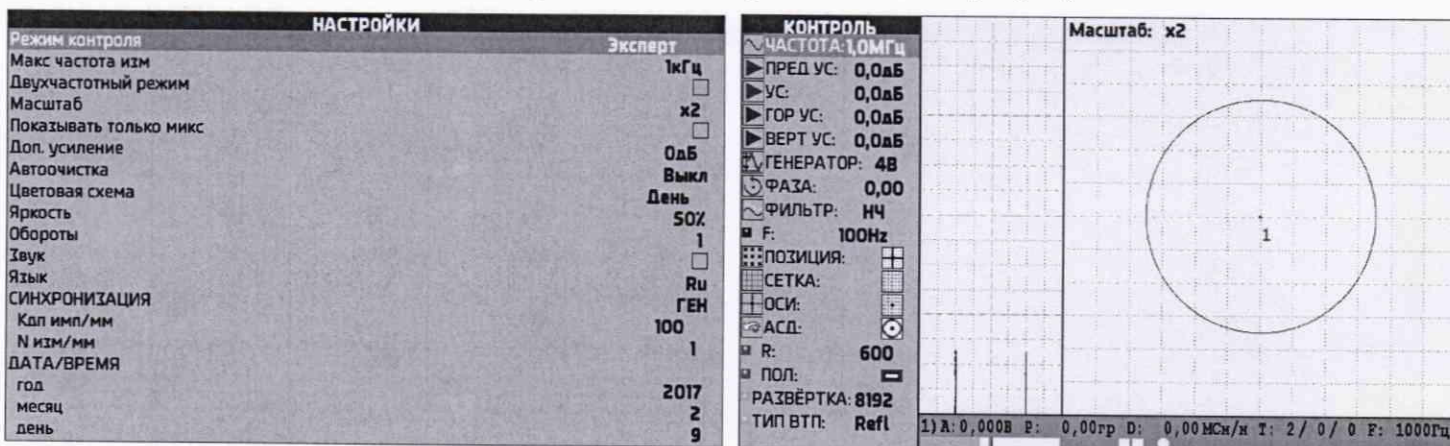 НАСТРОЙКИ
Режим контроля Эксперт
Макс частота изм 1кГц
Двухчастотный режим
Масштаб x2
Показывать только микс
Доп. усиление 0дБ
Автоочистка Выкл
Цветовая схема День
Яркость 50%
Обороты 1
Звук
Язык Ru
СИНХРОНИЗАЦИЯ ГЕН
Кдп имп/мм 100
N изм/мм 1
ДАТА/ВРЕМЯ
год 2017
месяц 2
день 9
КОНТРОЛЬ
ЧАСТОТА: 1,0МГц
ПРЕД УС: 0,0дБ
УС: 0,0дБ
ГОР УС: 0,0дБ
ВЕРТ УС: 0,0дБ
ГЕНЕРАТОР: 4В
ФАЗА: 0,00
ФИЛЬТР: НЧ
F: 100Hz
ПОЗИЦИЯ:
СЕТКА:
ОСИ:
АСД:
R: 600
ПОЛ:
РАЗВЁРТКА: 8192
ТИП ВТП: Refl
Масштаб: x2
1
1) A: 0,000В P: 0,00гр D: 0,00 МСм/м T: 2/ 0/ 0 F: 1000Гц